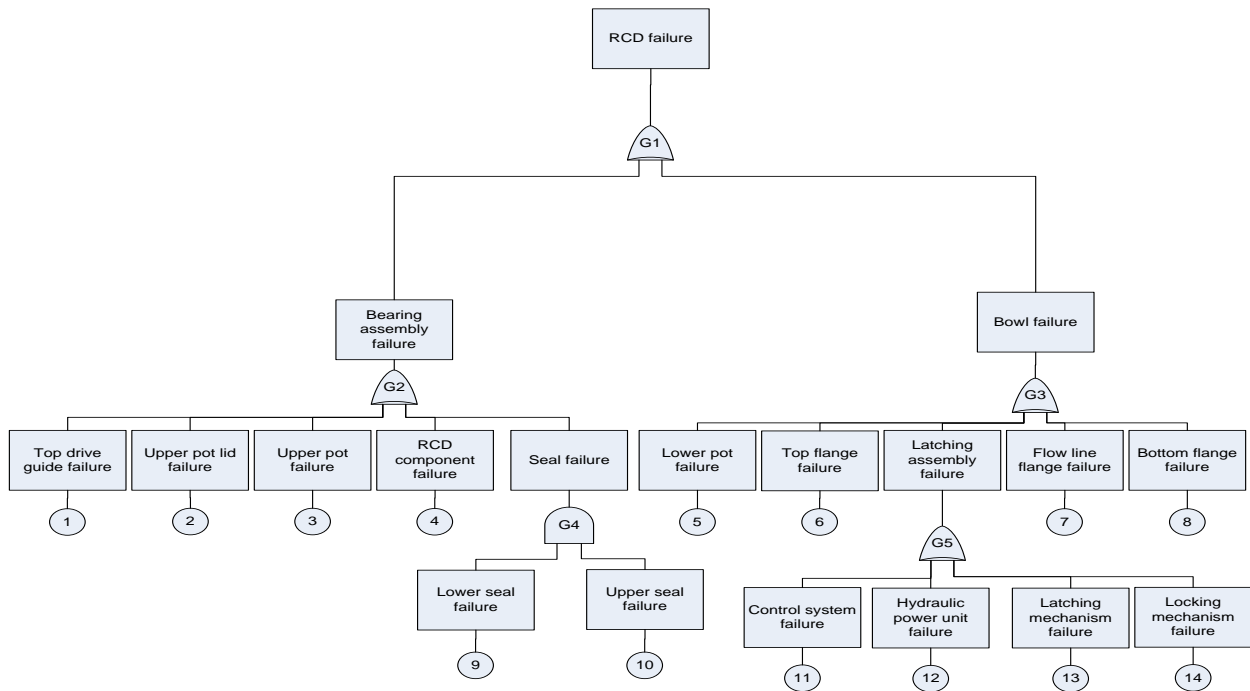 RCD failure
G1
Bearing
assembly
failure
Bowl failure
G2
G3
Top drive
guide failure
Upper pot lid
failure
Upper pot
failure
RCD
component
failure
Seal failure
Lower pot
failure
Top flange
failure
Latching
assembly
failure
Flow line
flange failure
Bottom flange
failure
1
2
3
4
G4
5
6
G5
7
8
Lower seal
failure
Upper seal
failure
Control system
failure
Hydraulic
power unit
failure
Latching
mechanism
failure
Locking
mechanism
failure
9
10
11
12
13
14